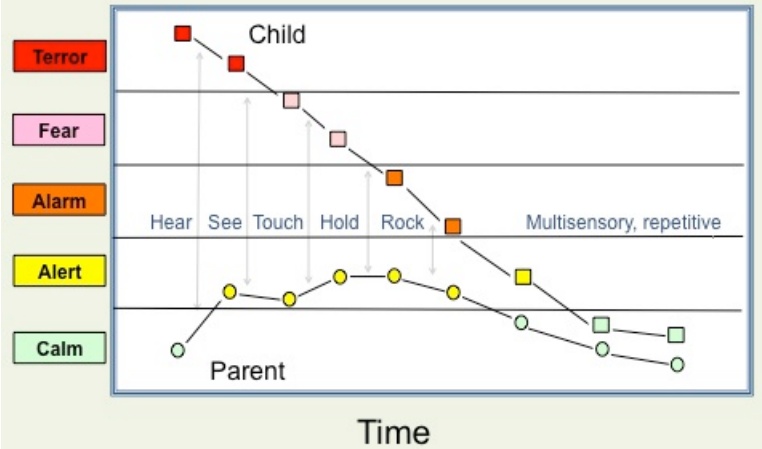 Child
Terror
Fear
Alarm
Hear See Touch Hold Rock Multisensory, repetitive
Alert
Calm
Parent
Time